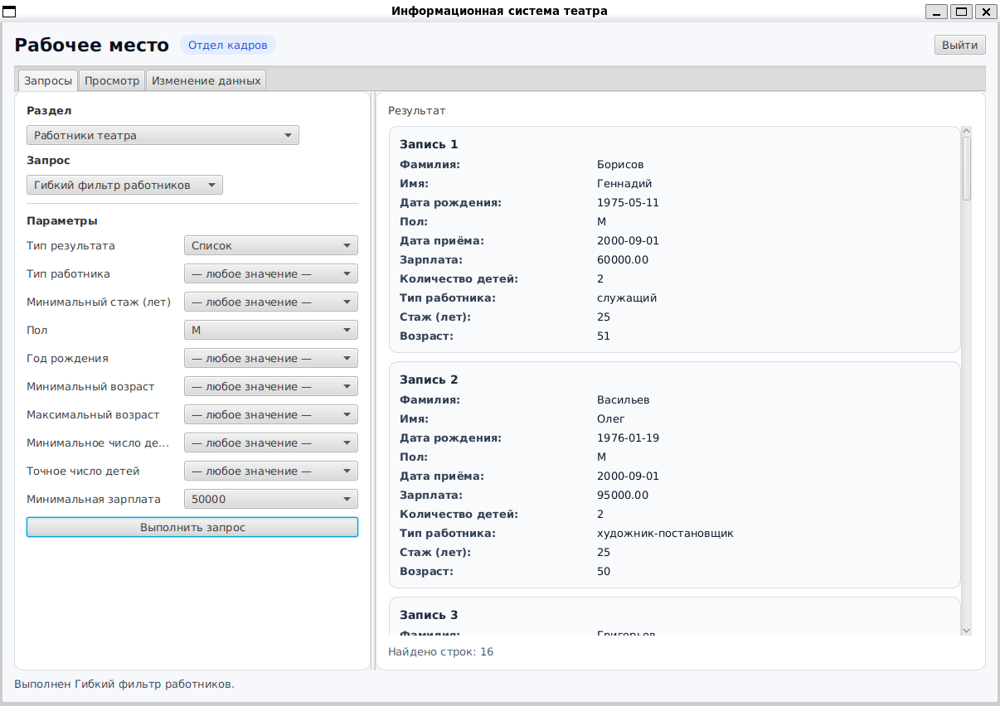 Информационная система театра
Рабочее место Отдел кадров Выйти
Запросы Просмотр Изменение данных
Раздел
Работники театра
Запрос
Гибкий фильтр работников
Параметры
Тип результата Список
Тип работника — любое значение —
Минимальный стаж (лет) — любое значение —
Пол М
Год рождения — любое значение —
Минимальный возраст — любое значение —
Максимальный возраст — любое значение —
Минимальное число де... — любое значение —
Точное число детей — любое значение —
Минимальная зарплата 50000
Выполнить запрос
Результат
Запись 1
Фамилия: Борисов
Имя: Геннадий
Дата рождения: 1975-05-11
Пол: М
Дата приёма: 2000-09-01
Зарплата: 60000.00
Количество детей: 2
Тип работника: служащий
Стаж (лет): 25
Возраст: 51
Запись 2
Фамилия: Васильев
Имя: Олег
Дата рождения: 1976-01-19
Пол: М
Дата приёма: 2000-09-01
Зарплата: 95000.00
Количество детей: 2
Тип работника: художник-постановщик
Стаж (лет): 25
Возраст: 50
Запись 3
Фамилия: Григорьев
Найдено строк: 16
Выполнен Гибкий фильтр работников.